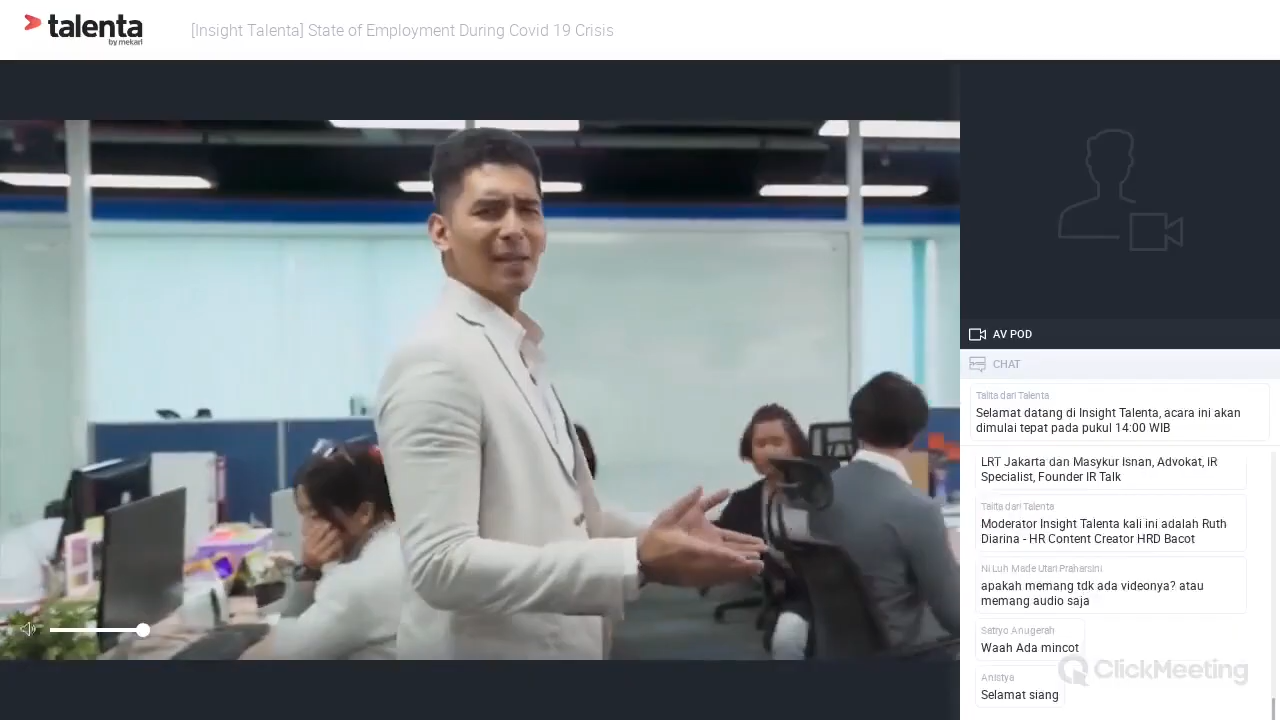 talenta
by mekari
[Insight Talenta] State of Employment During Covid 19 Crisis
AV POD
CHAT
Talita dari Talenta
Selamat datang di Insight Talenta, acara ini akan
dimulai tepat pada pukul 14:00 WIB
LRT Jakarta dan Masykur Isnan, Advokat, IR
Specialist, Founder IR Talk
Talita dari Talenta
Moderator Insight Talenta kali ini adalah Ruth
Diarina - HR Content Creator HRD Bacot
Ni Luh Made Utari Praharsini
apakah memang tdk ada videonya? atau
memang audio saja
Satryo Anugerah
Waah Ada mincot
Anistya
Selamat siang
ClickMeeting